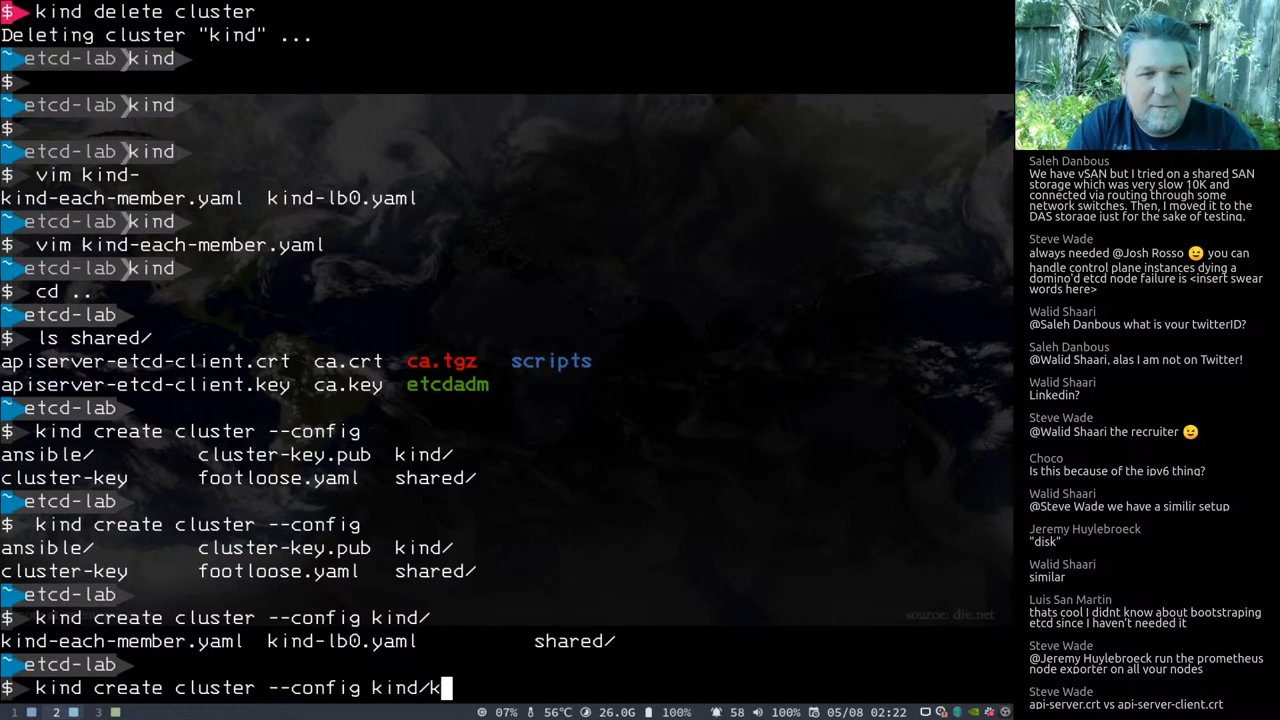 $ kind delete cluster
Deleting cluster "kind" ...
~ etcd-lab kind
$
~ etcd-lab kind
$
~ etcd-lab kind
$ vim kind-
kind-each-member.yaml kind-lb0.yaml
~ etcd-lab kind
$ vim kind-each-member.yaml
~ etcd-lab kind
$ cd ..
~ etcd-lab
$ ls shared/
apiserver-etcd-client.crt ca.crt ca.tgz scripts
apiserver-etcd-client.key ca.key etcdadm
~ etcd-lab
$ kind create cluster --config
ansible/ cluster-key.pub kind/
cluster-key footloose.yaml shared/
~ etcd-lab
$ kind create cluster --config
ansible/ cluster-key.pub kind/
cluster-key footloose.yaml shared/
~ etcd-lab
$ kind create cluster --config kind/
source: die.net
kind-each-member.yaml kind-lb0.yaml shared/
~ etcd-lab
$ kind create cluster --config kind/k
1 2 3 07% 56℃ 26.0G 100% 58 100% 05/08 02:22
Saleh Danbous
We have vSAN but I tried on a shared SAN
storage which was very slow 10K and
connected via routing through some
network switches. Then, I moved it to the
DAS storage just for the sake of testing.
Steve Wade
always needed @Josh Rosso 😉 you can
handle control plane instances dying a
domino'd etcd node failure is <insert swear
words here>
Walid Shaari
@Saleh Danbous what is your twitterID?
Saleh Danbous
@Walid Shaari, alas I am not on Twitter!
Walid Shaari
Linkedin?
Steve Wade
@Walid Shaari the recruiter 😉
Choco
Is this because of the ipv6 thing?
Walid Shaari
@Steve Wade we have a similir setup
Jeremy Huylebroeck
"disk"
Walid Shaari
similar
Luis San Martin
thats cool I didnt know about bootstraping
etcd since I haven't needed it
Steve Wade
@Jeremy Huylebroeck run the prometheus
node exporter on all your nodes
Steve Wade
api-server.crt vs api-server-client.crt